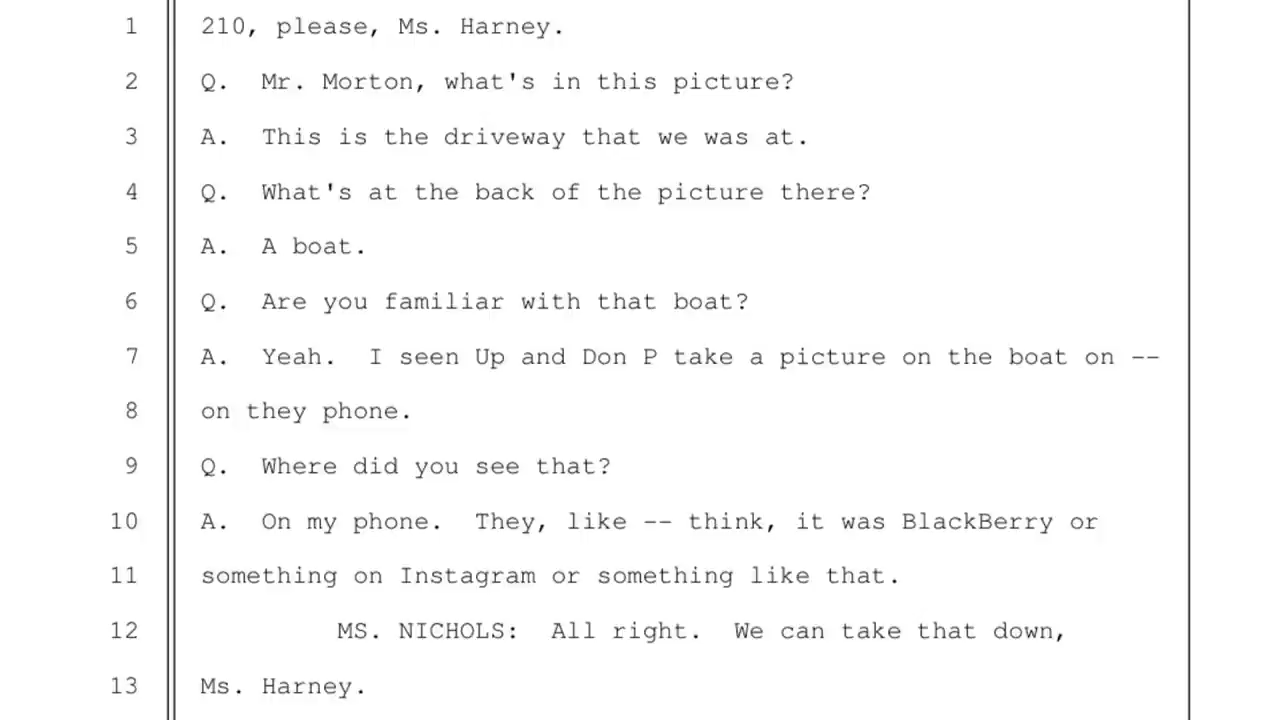 1 210, please, Ms. Harney.
2 Q. Mr. Morton, what's in this picture?
3 A. This is the driveway that we was at.
4 Q. What's at the back of the picture there?
5 A. A boat.
6 Q. Are you familiar with that boat?
7 A. Yeah. I seen Up and Don P take a picture on the boat on --
8 on they phone.
9 Q. Where did you see that?
10 A. On my phone. They, like -- think, it was BlackBerry or
11 something on Instagram or something like that.
12 MS. NICHOLS: All right. We can take that down,
13 Ms. Harney.